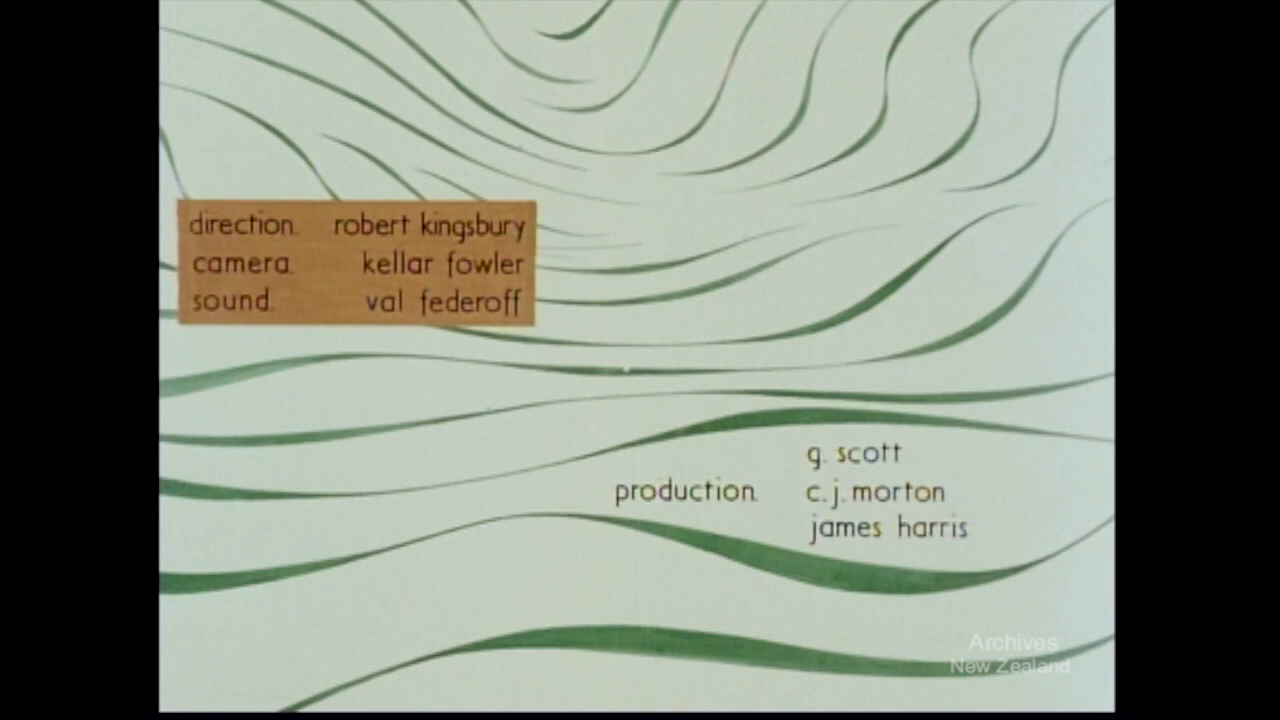 direction. robert kingsbury
camera. kellar fowler
sound. val federoff
g. scott
production. c.j. morton
james harris
Archives
New Zealand